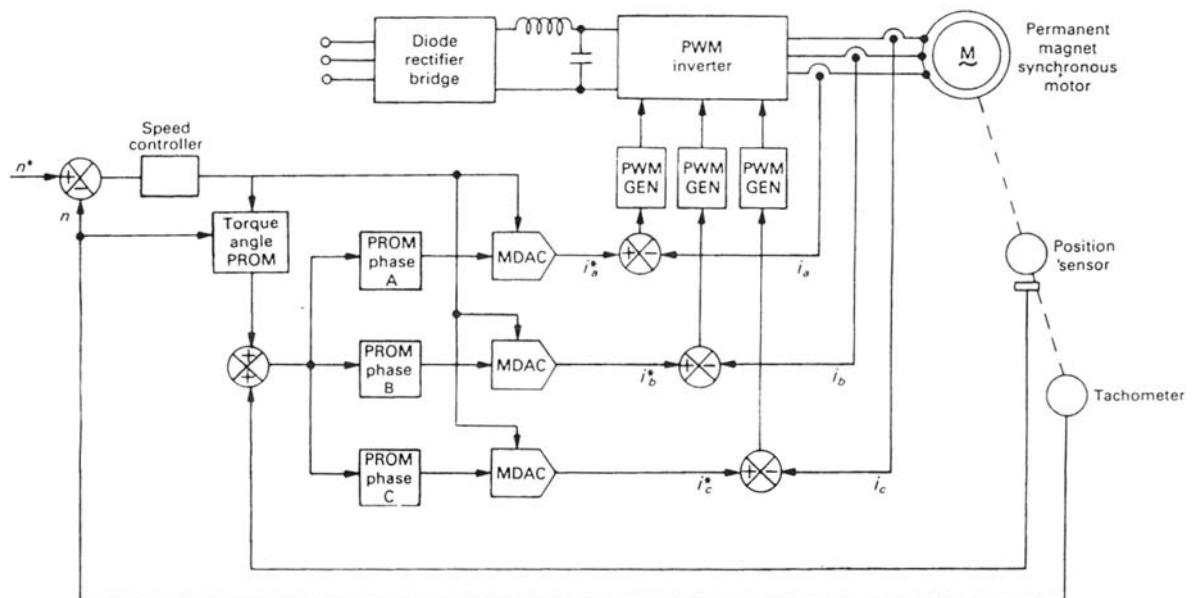 Diode
rectifier
bridge
PWM
inverter
M
~
Permanent
magnet
synchronous
motor
Speed
controller
n*
+
−
n
PWM
GEN
PWM
GEN
PWM
GEN
Torque
angle
PROM
PROM
phase
A
MDAC
i*a
+ −
ia
Position
sensor
+
+
PROM
phase
B
MDAC
i*b
+ −
ib
Tachometer
PROM
phase
C
MDAC
i*c
+ −
ic